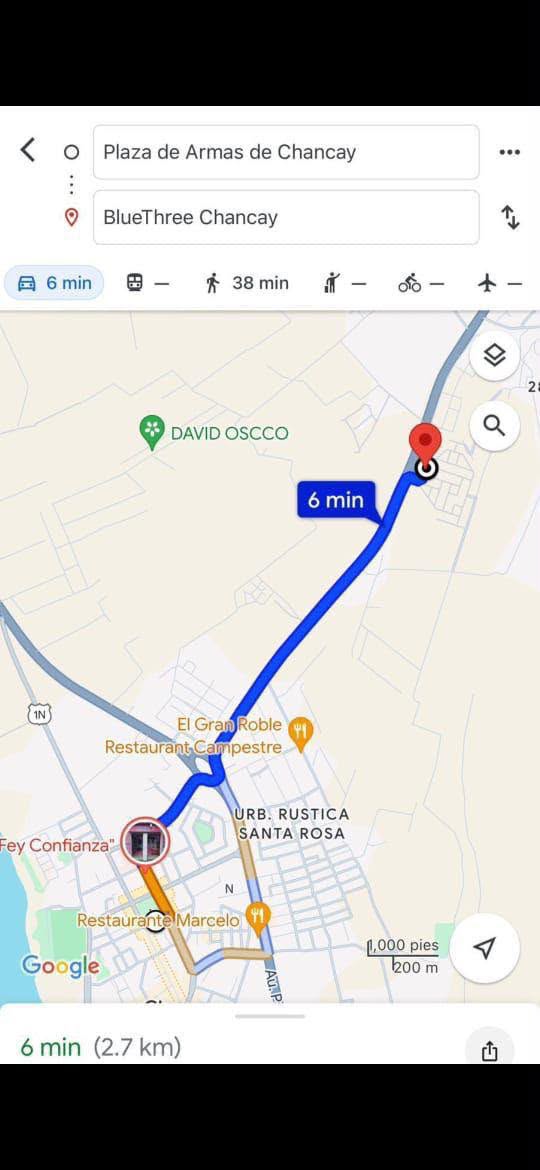 Plaza de Armas de Chancay
BlueThree Chancay
6 min
—
38 min
—
—
—
28
DAVID OSCCO
6 min
1N
El Gran Roble
Restaurant Campestre
URB. RUSTICA
SANTA ROSA
Fey Confianza"
N
Restaurante Marcelo
1,000 pies
200 m
Google
Au. P
6 min (2.7 km)